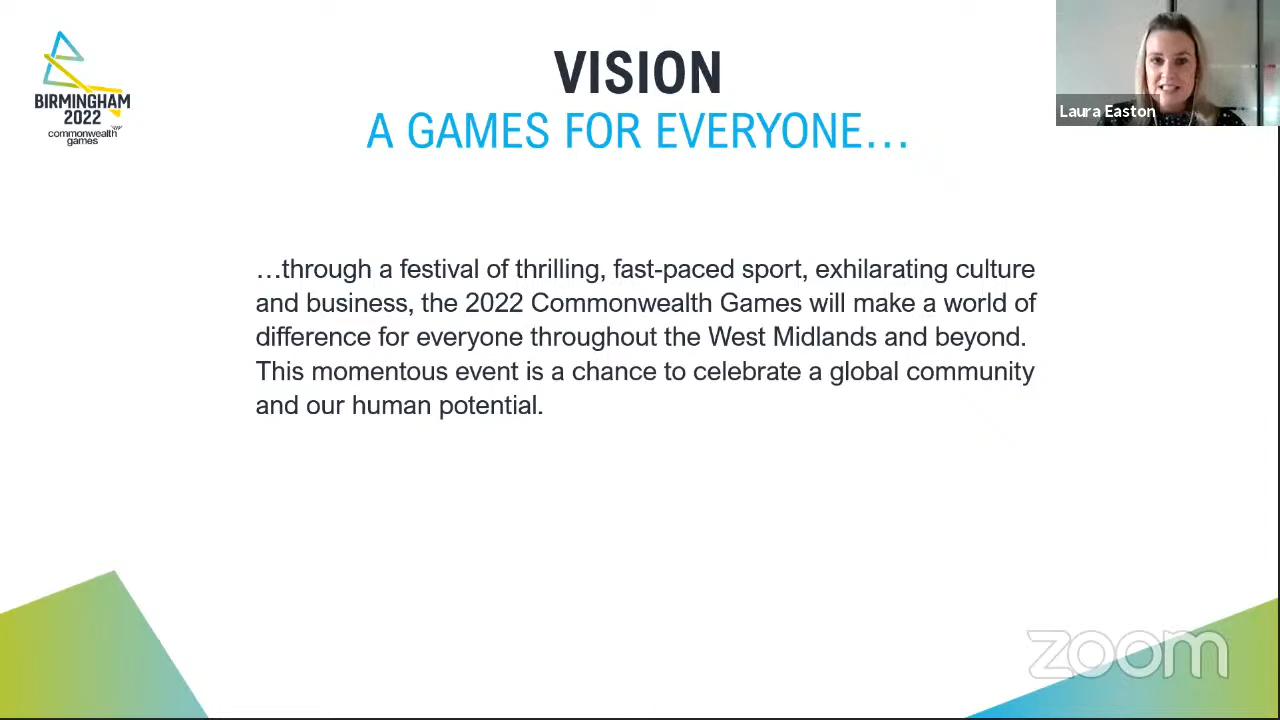 BIRMINGHAM
2022
commonwealth
games
VISION
A GAMES FOR EVERYONE…
Laura Easton
…through a festival of thrilling, fast-paced sport, exhilarating culture
and business, the 2022 Commonwealth Games will make a world of
difference for everyone throughout the West Midlands and beyond.
This momentous event is a chance to celebrate a global community
and our human potential.
zoom